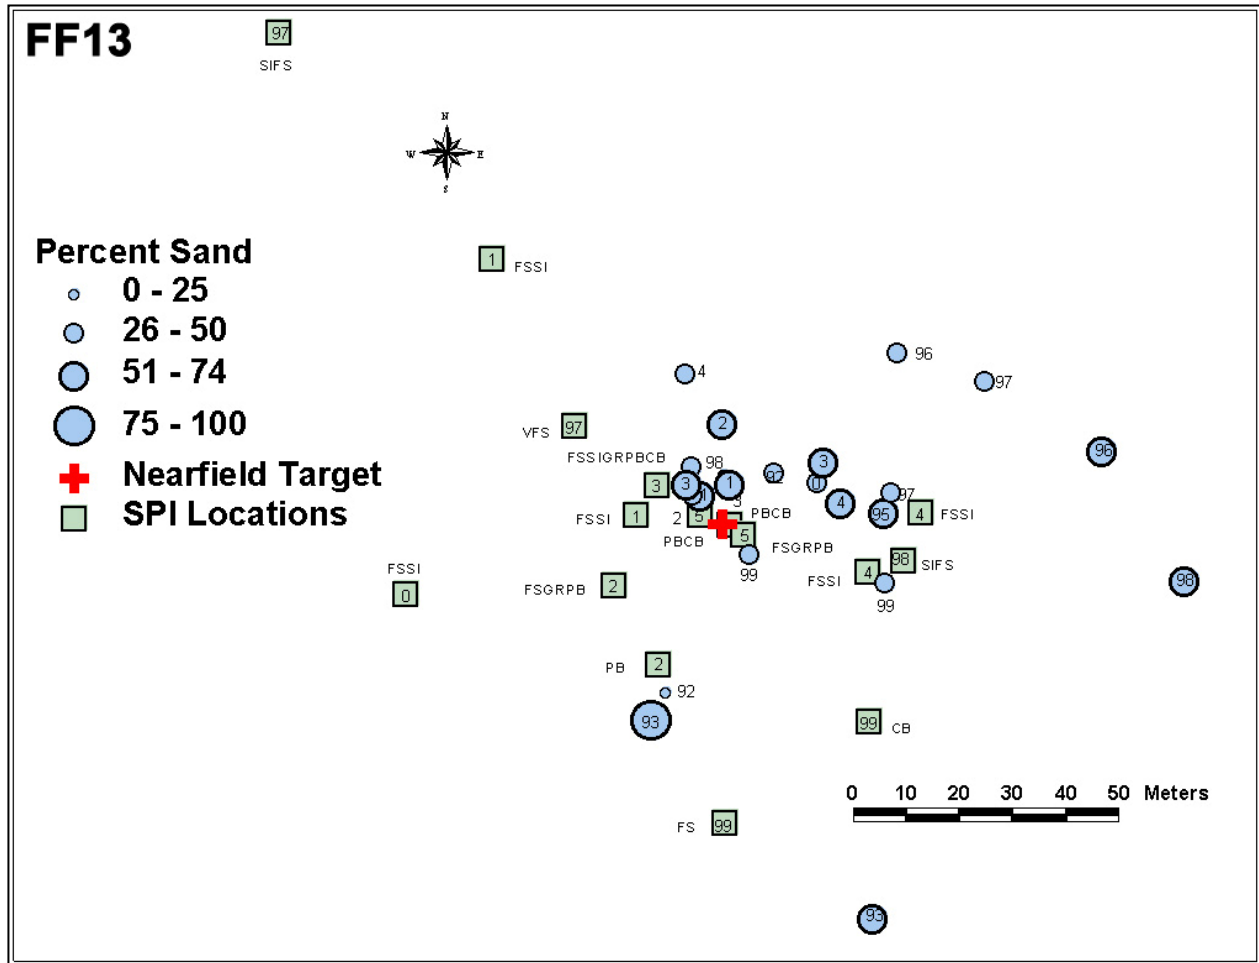 FF13
97
SIFS
N
W E
S
1
FSSI
Percent Sand
0 - 25
26 - 50
51 - 74
75 - 100
Nearfield Target
SPI Locations
96
4
97
2
VFS 97
96
FSSIGRPBCB
98
3
92
3
3
1
0
97
1
4
95
4 FSSI
FSSI 1
2
5
3
PBCB
PBCB
5
FSGRPB
99
98 SIFS
FSSI 4
99
98
FSSI
0
FSGRPB 2
PB 2
92
93
99 CB
0 10 20 30 40 50 Meters
FS 99
93